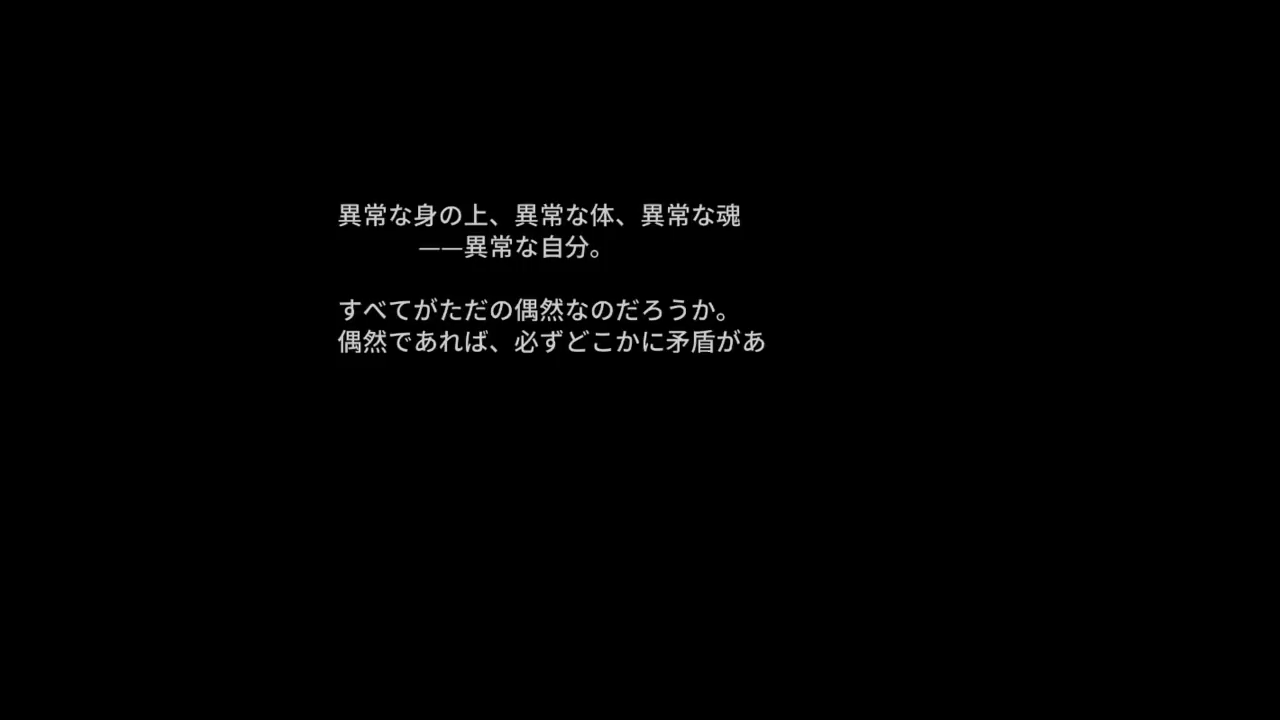 異常な身の上、異常な体、異常な魂
——異常な自分。
すべてがただの偶然なのだろうか。
偶然であれば、必ずどこかに矛盾があ